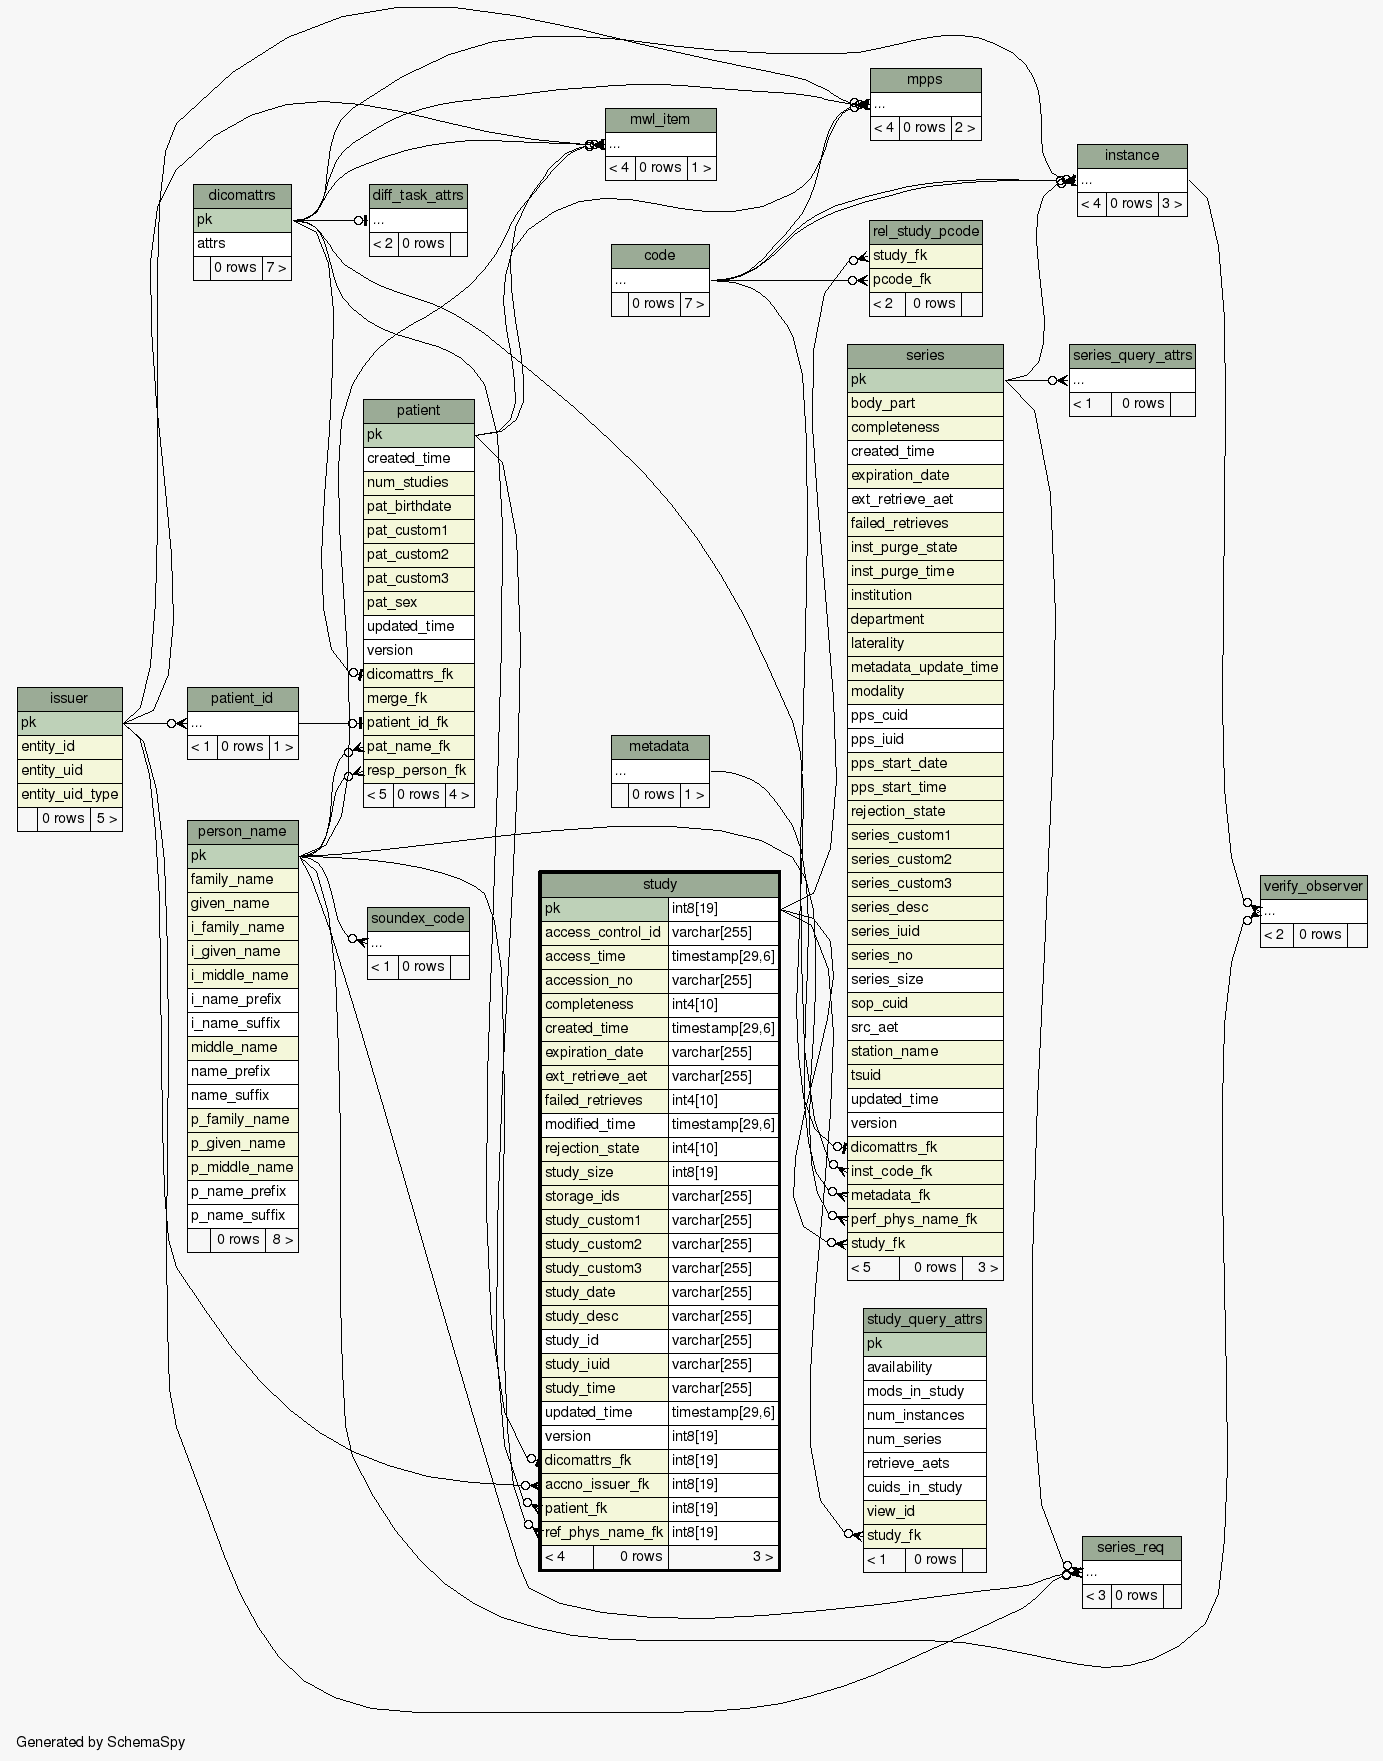 mpps
...
< 4 0 rows 2 >
mwl_item
...
< 4 0 rows 1 >
instance
...
< 4 0 rows 3 >
dicomattrs
pk
attrs
0 rows 7 >
diff_task_attrs
...
< 2 0 rows
rel_study_pcode
study_fk
pcode_fk
< 2 0 rows
code
...
0 rows 7 >
series
pk
body_part
completeness
created_time
expiration_date
ext_retrieve_aet
failed_retrieves
inst_purge_state
inst_purge_time
institution
department
laterality
metadata_update_time
modality
pps_cuid
pps_iuid
pps_start_date
pps_start_time
rejection_state
series_custom1
series_custom2
series_custom3
series_desc
series_iuid
series_no
series_size
sop_cuid
src_aet
station_name
tsuid
updated_time
version
dicomattrs_fk
inst_code_fk
metadata_fk
perf_phys_name_fk
study_fk
< 5 0 rows 3 >
series_query_attrs
...
< 1 0 rows
patient
pk
created_time
num_studies
pat_birthdate
pat_custom1
pat_custom2
pat_custom3
pat_sex
updated_time
version
dicomattrs_fk
merge_fk
patient_id_fk
pat_name_fk
resp_person_fk
< 5 0 rows 4 >
issuer
pk
entity_id
entity_uid
entity_uid_type
0 rows 5 >
patient_id
...
< 1 0 rows 1 >
metadata
...
0 rows 1 >
person_name
pk
family_name
given_name
i_family_name
i_given_name
i_middle_name
i_name_prefix
i_name_suffix
middle_name
name_prefix
name_suffix
p_family_name
p_given_name
p_middle_name
p_name_prefix
p_name_suffix
0 rows 8 >
soundex_code
...
< 1 0 rows
study
pk int8[19]
access_control_id varchar[255]
access_time timestamp[29,6]
accession_no varchar[255]
completeness int4[10]
created_time timestamp[29,6]
expiration_date varchar[255]
ext_retrieve_aet varchar[255]
failed_retrieves int4[10]
modified_time timestamp[29,6]
rejection_state int4[10]
study_size int8[19]
storage_ids varchar[255]
study_custom1 varchar[255]
study_custom2 varchar[255]
study_custom3 varchar[255]
study_date varchar[255]
study_desc varchar[255]
study_id varchar[255]
study_iuid varchar[255]
study_time varchar[255]
updated_time timestamp[29,6]
version int8[19]
dicomattrs_fk int8[19]
accno_issuer_fk int8[19]
patient_fk int8[19]
ref_phys_name_fk int8[19]
< 4 0 rows 3 >
verify_observer
...
< 2 0 rows
study_query_attrs
pk
availability
mods_in_study
num_instances
num_series
retrieve_aets
cuids_in_study
view_id
study_fk
< 1 0 rows
series_req
...
< 3 0 rows
Generated by SchemaSpy